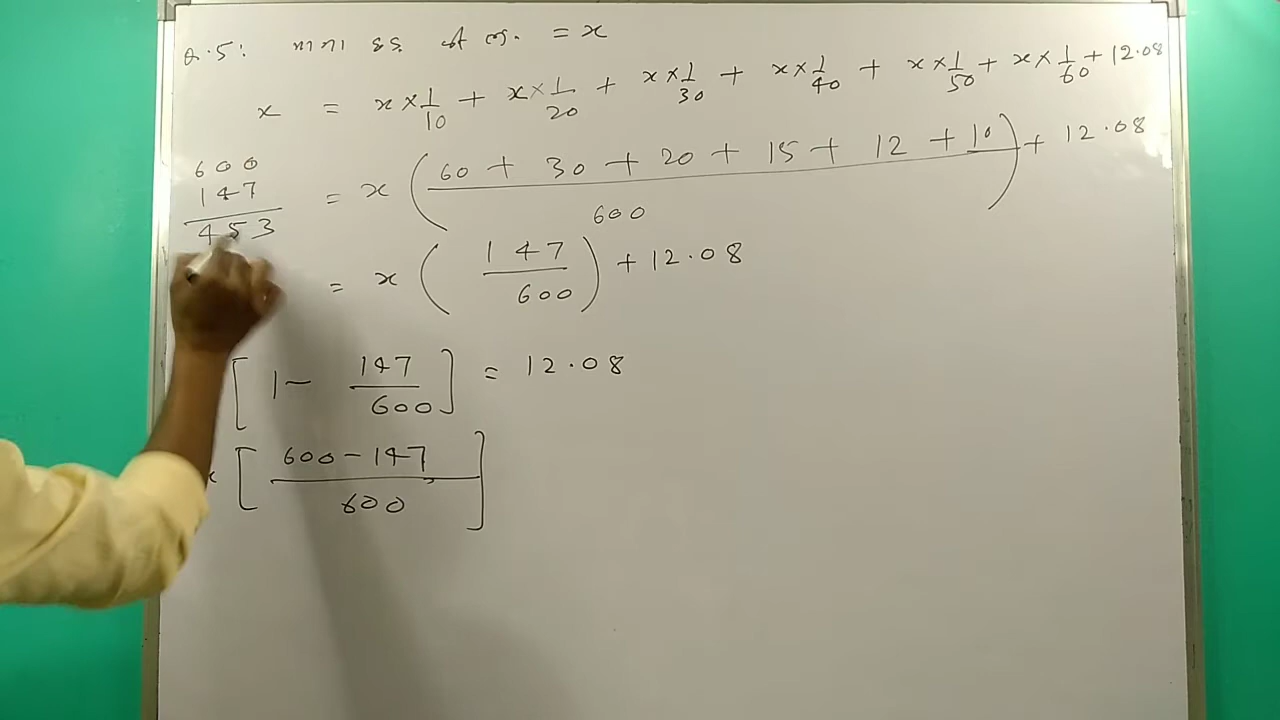 Q.5: = x
x = x × 1/10 + x × 1/20 + x × 1/30 + x × 1/40 + x × 1/50 + x × 1/60 + 12.08
= x (60 + 30 + 20 + 15 + 12 + 10 / 600) + 12.08
600
147
453
= x (147/600) + 12.08
[1 - 147/600] = 12.08
x [600 - 147 / 600]